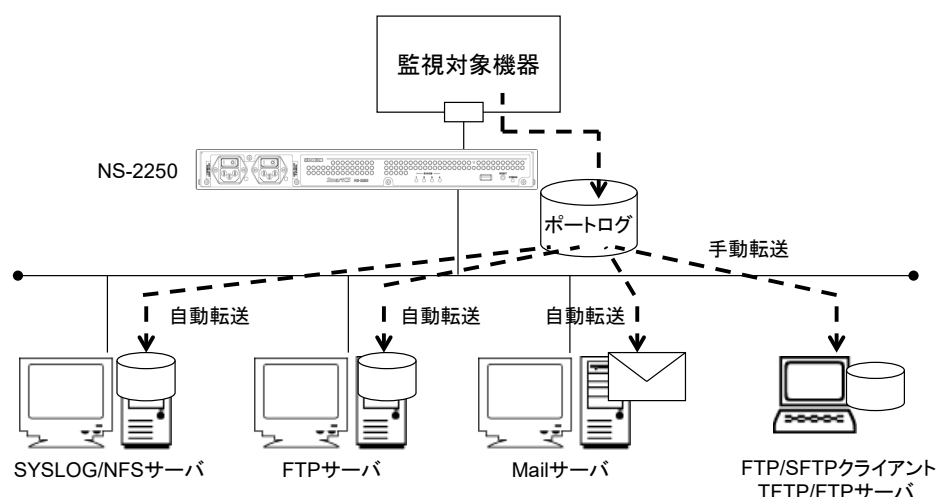 監視対象機器
NS-2250
ポートログ
手動転送
自動転送
自動転送
自動転送
SYSLOG/NFSサーバ
FTPサーバ
Mailサーバ
FTP/SFTPクライアント
TFTP/FTPサーバ